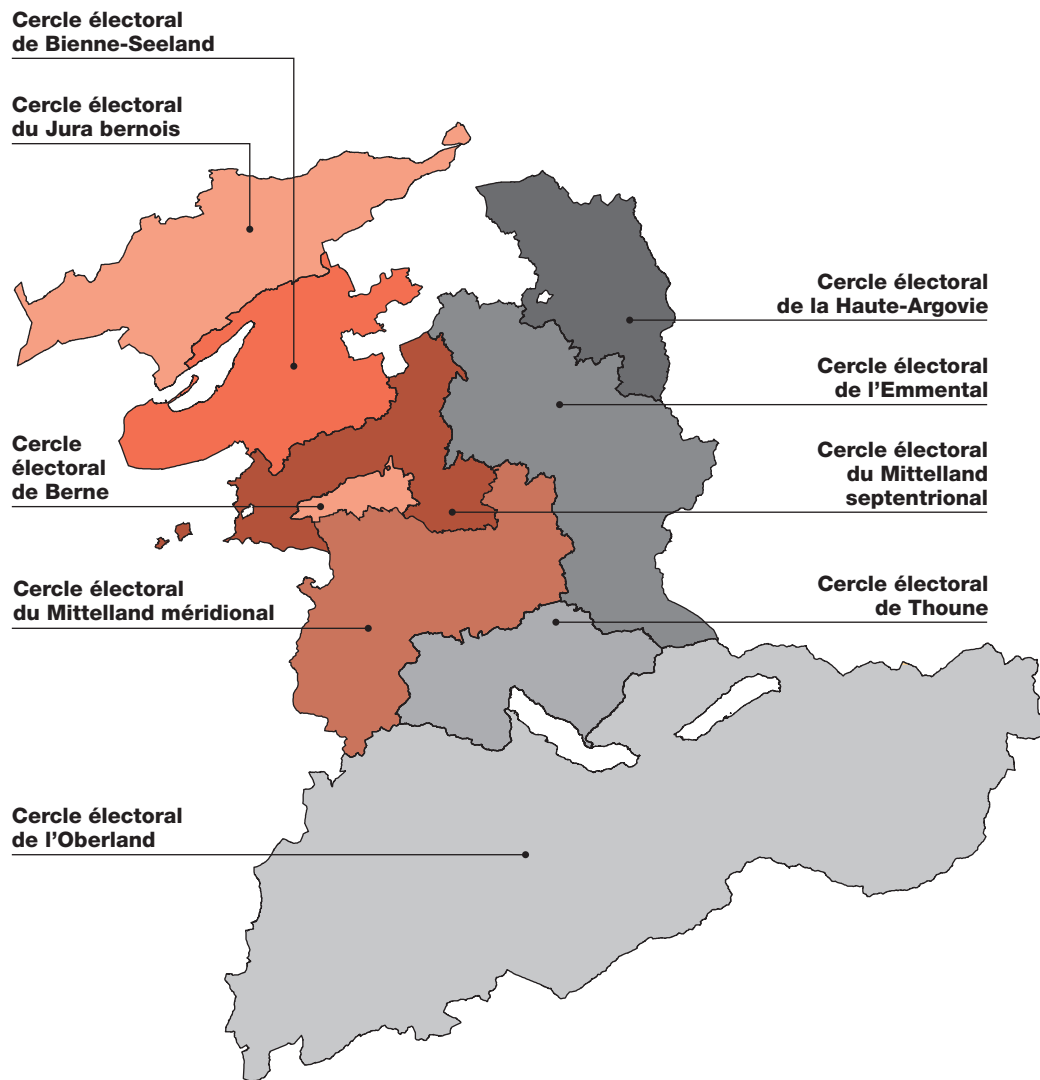 Cercle électoral
de Bienne-Seeland
Cercle électoral
du Jura bernois
Cercle électoral
de la Haute-Argovie
Cercle électoral
de l’Emmental
Cercle
électoral
de Berne
Cercle électoral
du Mittelland
septentrional
Cercle électoral
du Mittelland méridional
Cercle électoral
de Thoune
Cercle électoral
de l’Oberland